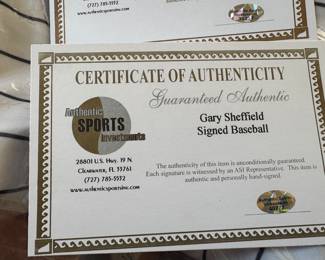 (727) 785-5532
www.authenticsportsinc.com
CERTIFICATE OF AUTHENTICITY
Guaranteed Authentic
Authentic
SPORTS
Investments
Gary Sheffield
Signed Baseball
28801 U.S. Hwy. 19 N.
Clearwater, FL 33761
(727) 785-5532
www.authenticsportsinc.com
The authenticity of this item is unconditionally guaranteed.
Each signature is witnessed by an ASI Representative. This item is
authentic and personally hand-signed.